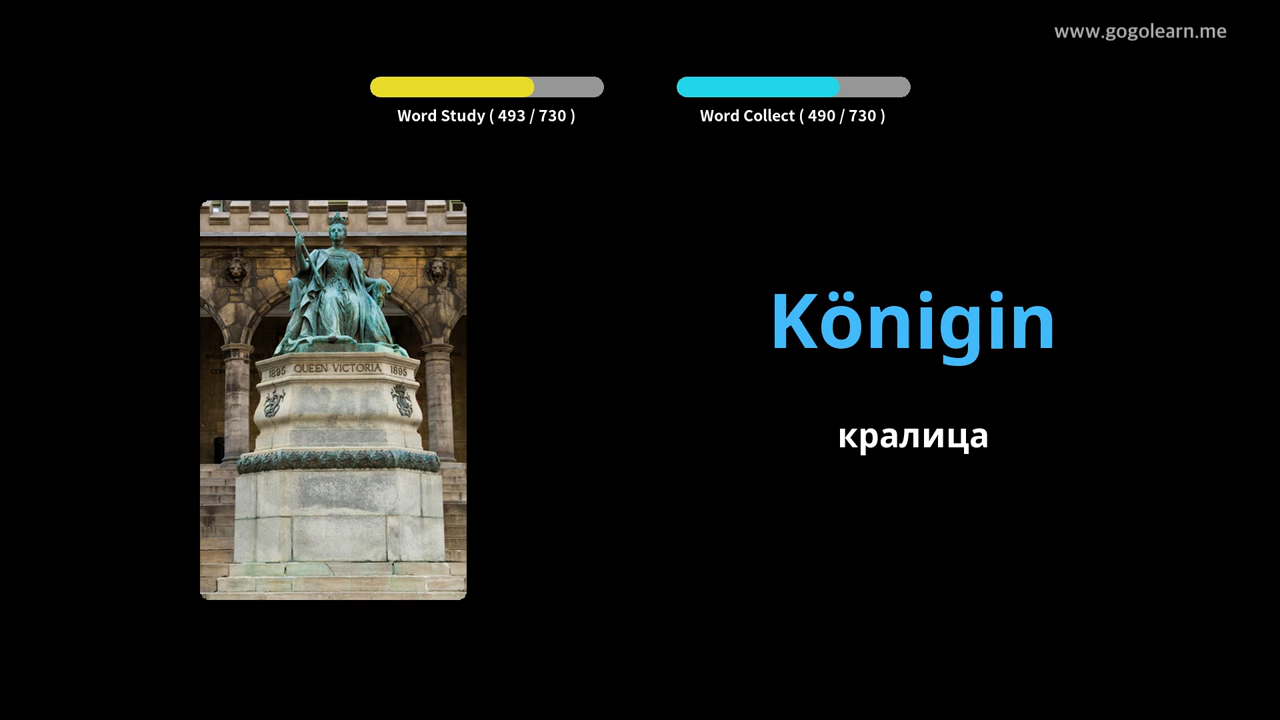 www.gogolearn.me
Word Study ( 493 / 730 )
Word Collect ( 490 / 730 )
1895 QUEEN VICTORIA 1895
Königin
кралица